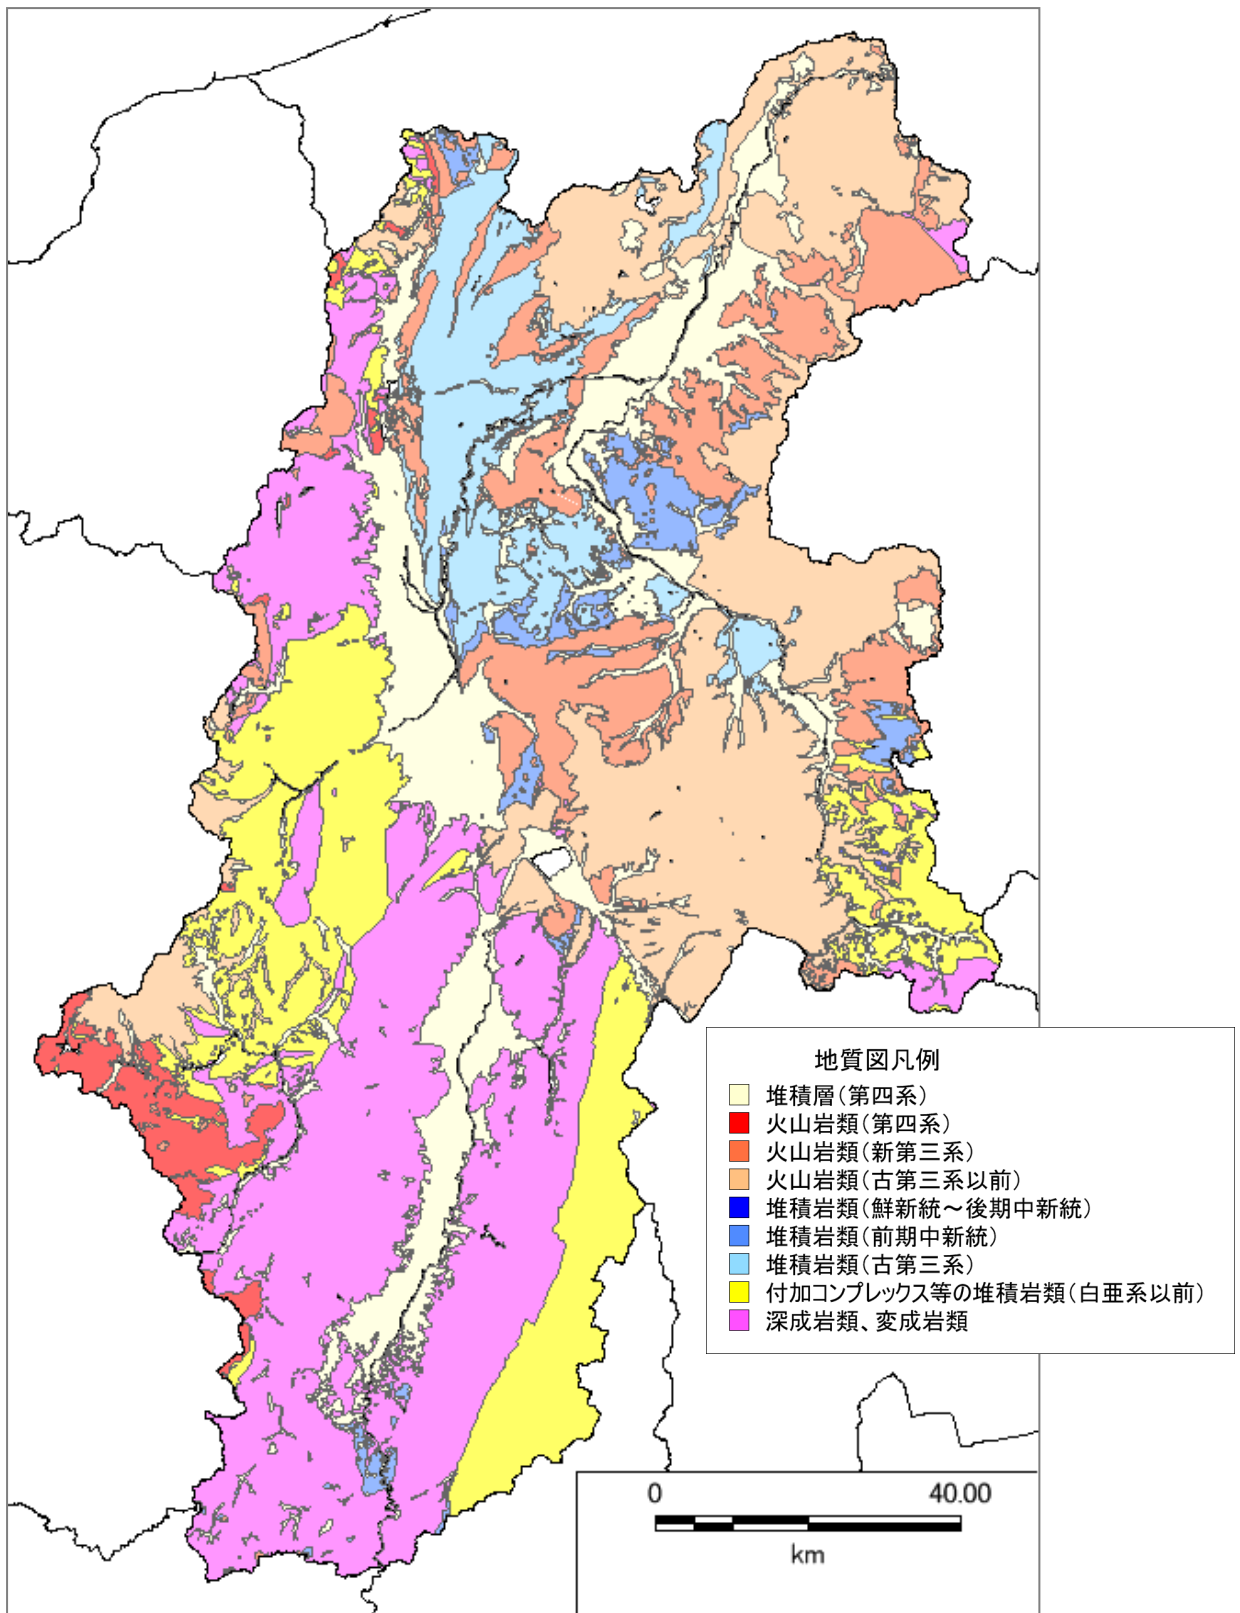 地質図凡例
堆積層(第四系)
火山岩類(第四系)
火山岩類(新第三系)
火山岩類(古第三系以前)
堆積岩類(鮮新統～後期中新統)
堆積岩類(前期中新統)
堆積岩類(古第三系)
付加コンプレックス等の堆積岩類(白亜系以前)
深成岩類、変成岩類
0 40.00
km